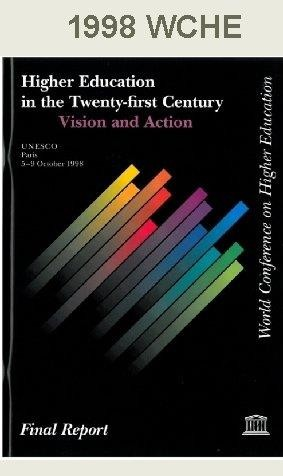 1998 WCHE
Higher Education
in the Twenty-first Century
Vision and Action
UNESCO
Paris
5–9 October 1998
World Conference on Higher Education
Final Report